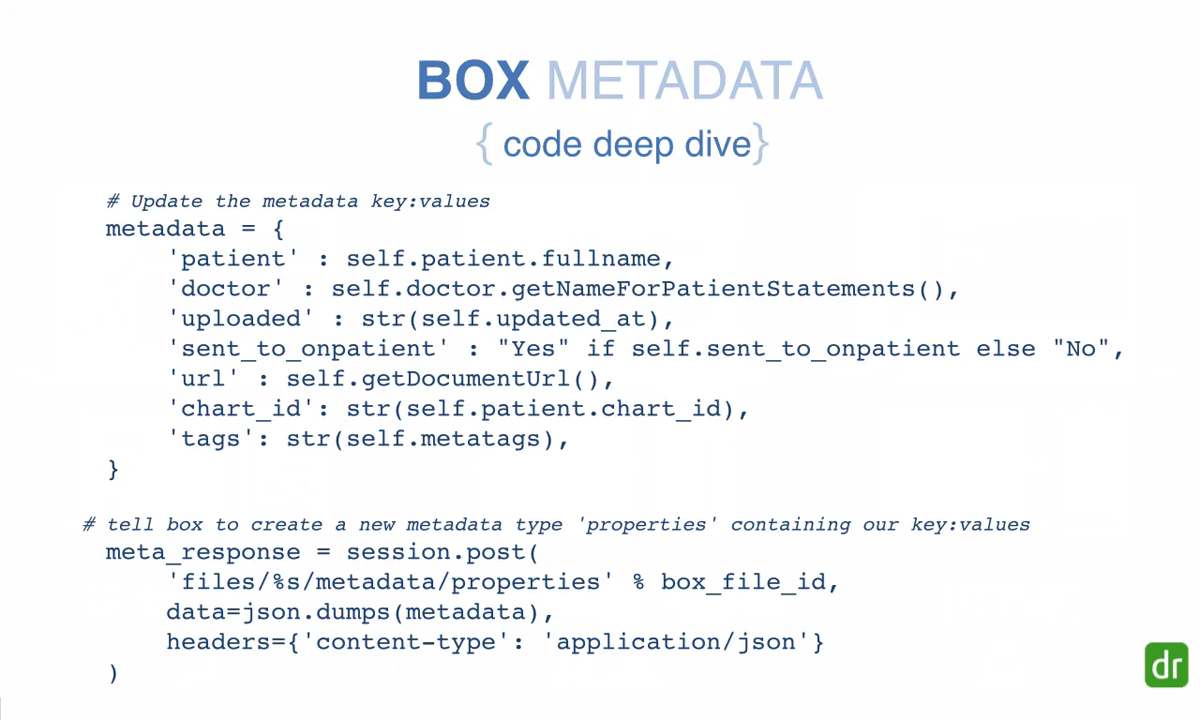 BOX METADATA
{ code deep dive}
# Update the metadata key:values
metadata = {
'patient' : self.patient.fullname,
'doctor' : self.doctor.getNameForPatientStatements(),
'uploaded' : str(self.updated_at),
'sent_to_onpatient' : "Yes" if self.sent_to_onpatient else "No",
'url' : self.getDocumentUrl(),
'chart_id': str(self.patient.chart_id),
'tags': str(self.metatags),
}
# tell box to create a new metadata type 'properties' containing our key:values
meta_response = session.post(
'files/%s/metadata/properties' % box_file_id,
data=json.dumps(metadata),
headers={'content-type': 'application/json'}
)
dr